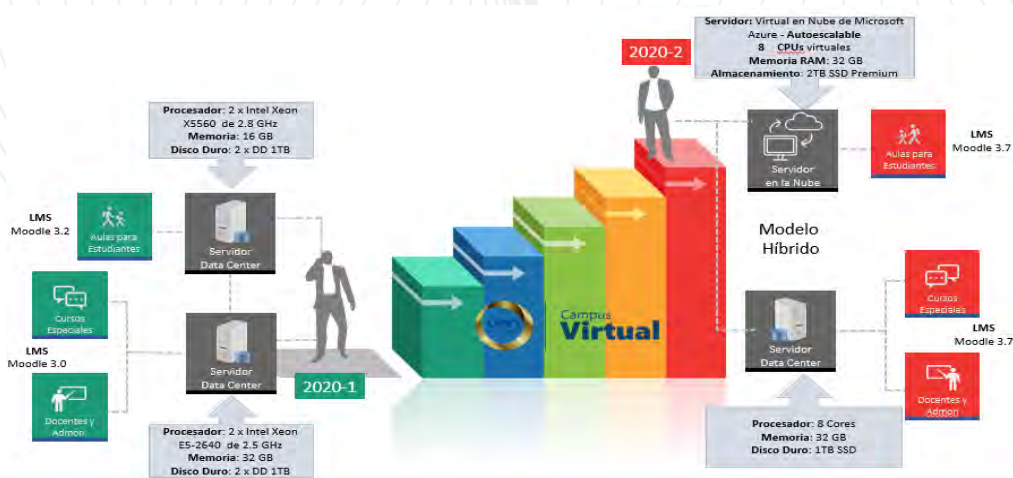 Servidor: Virtual en Nube de Microsoft
Azure - Autoescalable
8 CPUs virtuales
Memoria RAM: 32 GB
Almacenamiento: 2TB SSD Premium
2020-2
Procesador: 2 x Intel Xeon
X5560 de 2.8 GHz
Memoria: 16 GB
Disco Duro: 2 x DD 1TB
LMS
Moodle 3.2
Aulas para
Estudiantes
Servidor
Data Center
Cursos
Especiales
LMS
Moodle 3.0
Docentes y
Admon
Servidor
Data Center
2020-1
Procesador: 2 x Intel Xeon
E5-2640 de 2.5 GHz
Memoria: 32 GB
Disco Duro: 2 x DD 1TB
Campus
Virtual
Servidor
en la Nube
Aulas para
Estudiantes
LMS
Moodle 3.7
Modelo
Híbrido
Servidor
Data Center
Cursos
Especiales
LMS
Moodle 3.7
Docentes y
Admon
Procesador: 8 Cores
Memoria: 32 GB
Disco Duro: 1TB SSD